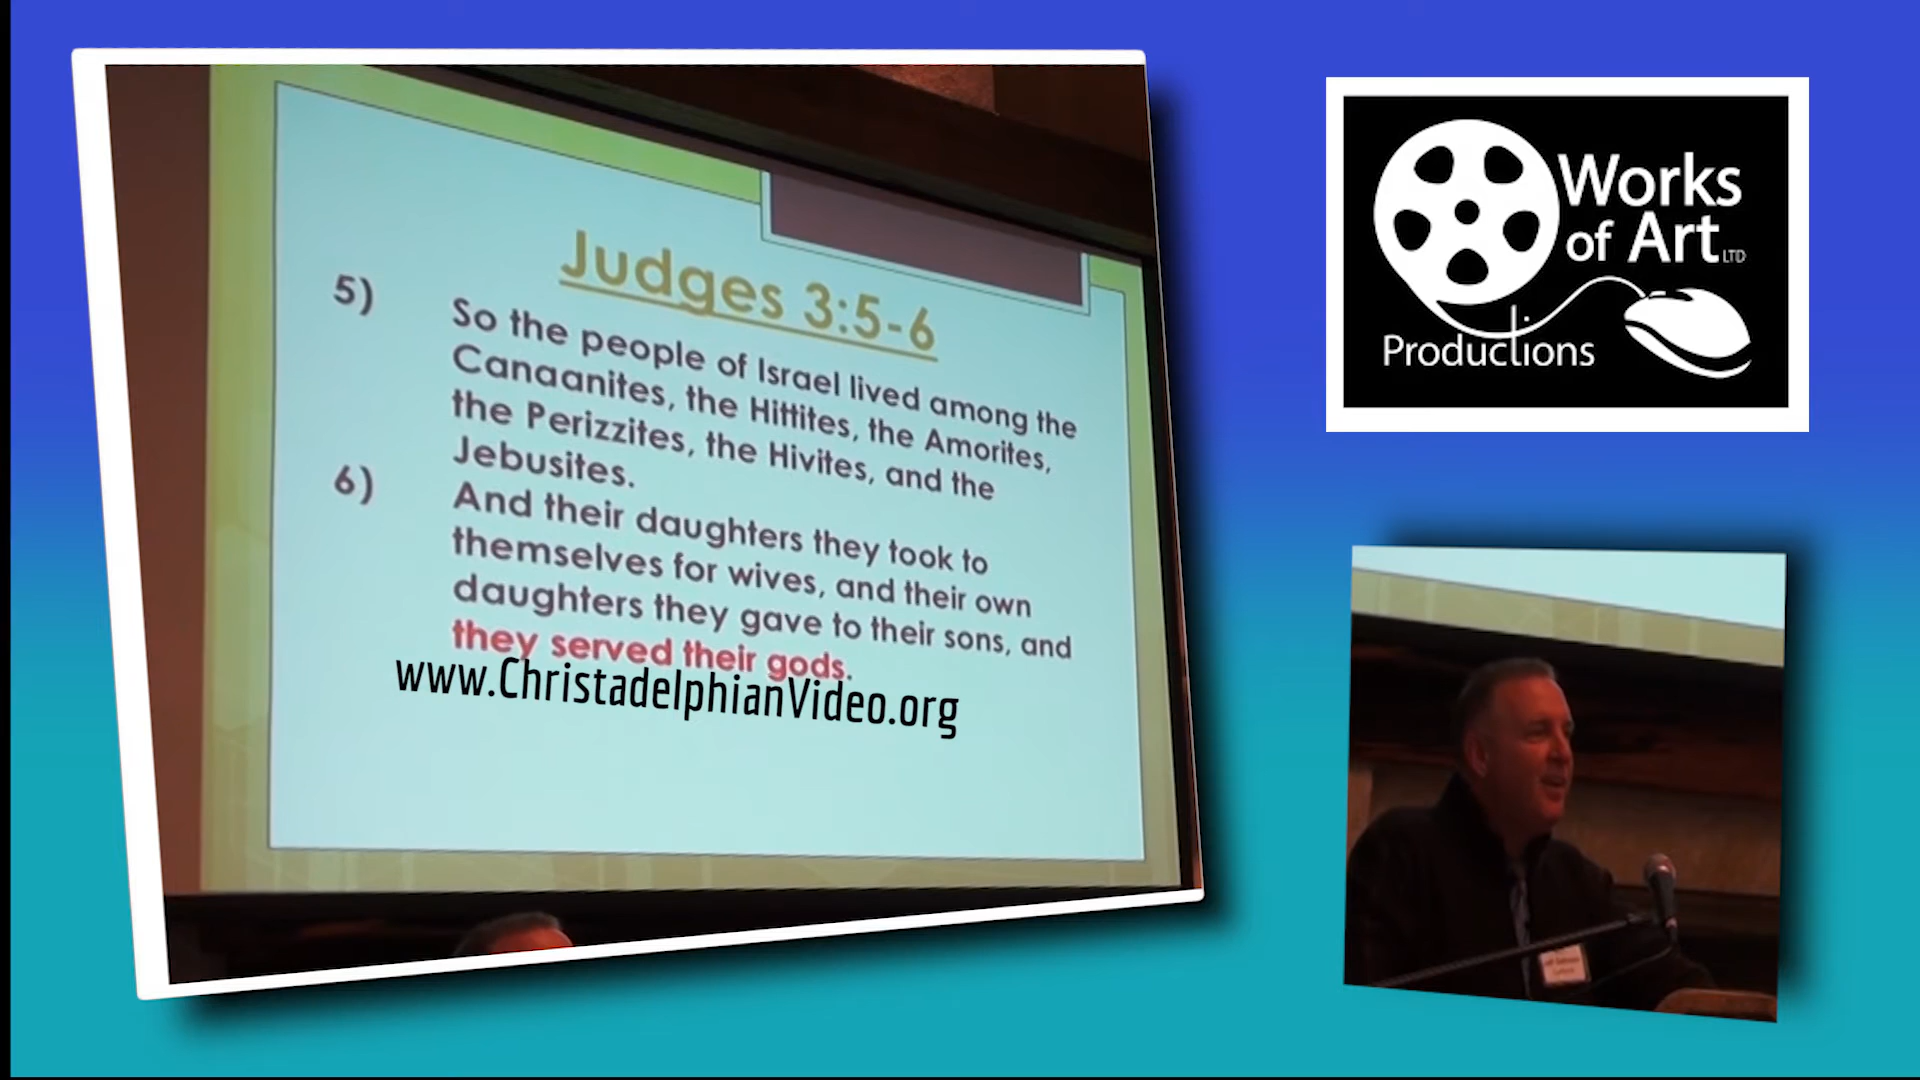 Judges 3:5-6
5) So the people of Israel lived among the
Canaanites, the Hittites, the Amorites,
the Perizzites, the Hivites, and the
Jebusites.
6) And their daughters they took to
themselves for wives, and their own
daughters they gave to their sons, and
they served their gods.
www.ChristadelphianVideo.org
Works
of Art LTD
Productions